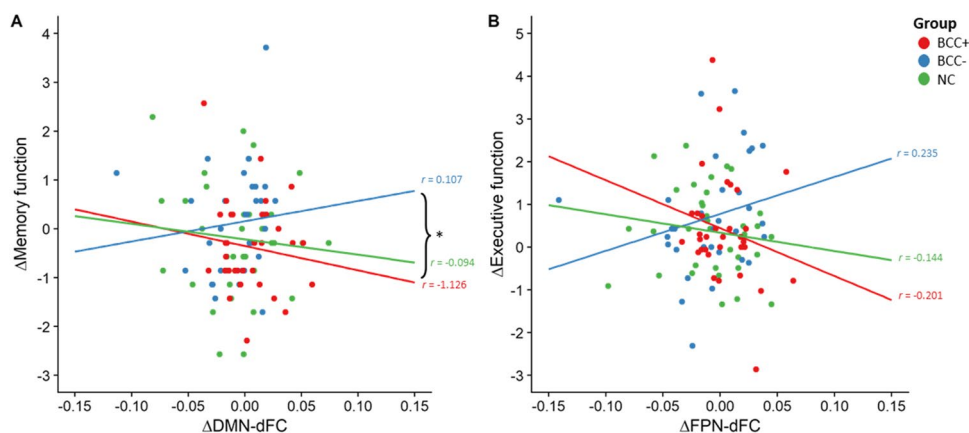 A
ΔMemory function
4
3
2
1
0
-1
-2
-3
-0.15 -0.10 -0.05 0.00 0.05 0.10 0.15
ΔDMN-dFC
r = 0.107
*
r = -0.094
r = -1.126
B
ΔExecutive function
5
4
3
2
1
0
-1
-2
-3
-0.15 -0.10 -0.05 0.00 0.05 0.10 0.15
ΔFPN-dFC
r = 0.235
r = -0.144
r = -0.201
Group
BCC+
BCC-
NC